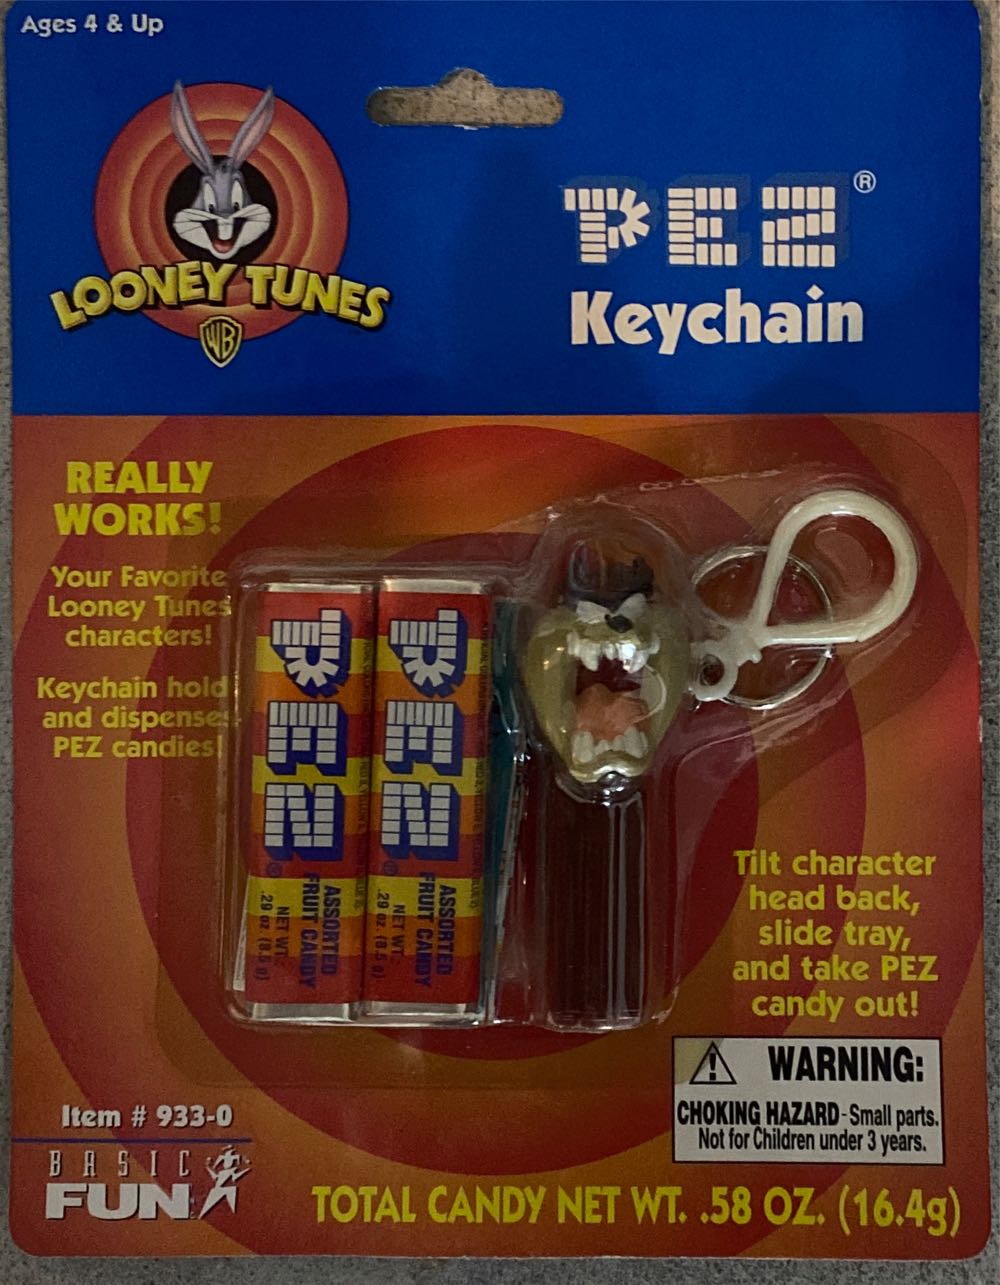 Ages 4 & Up
LOONEY TUNES
WB
PEZ®
Keychain
REALLY
WORKS!
Your Favorite
Looney Tunes
characters!
Keychain hold
and dispenses
PEZ candies!
PEZ®
ASSORTED
FRUIT CANDY
NET WT.
.29 oz. (8.5 g)
PEZ®
ASSORTED
FRUIT CANDY
NET WT.
.29 oz. (8.5 g)
Tilt character
head back,
slide tray,
and take PEZ
candy out!
WARNING:
CHOKING HAZARD-Small parts.
Not for Children under 3 years.
Item # 933-0
BASIC
FUN
TOTAL CANDY NET WT. .58 OZ. (16.4g)